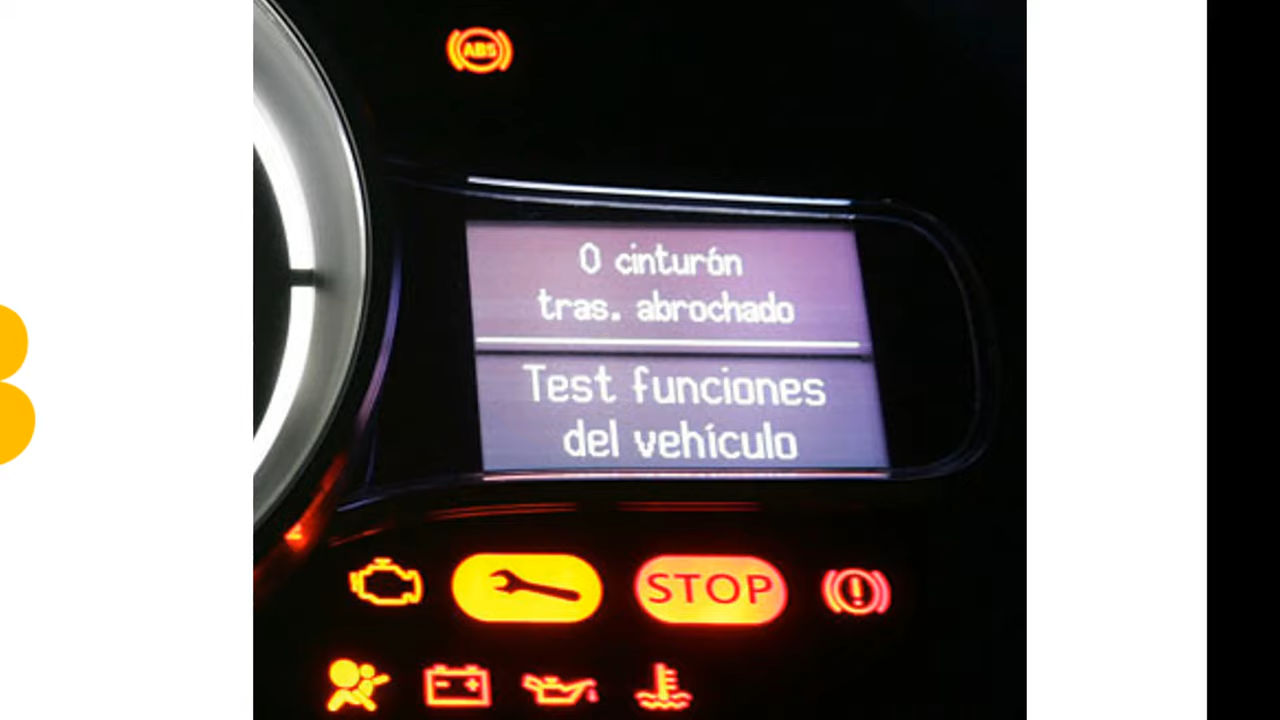 ABS
0 cinturón
tras. abrochado
Test funciones
del vehículo
STOP